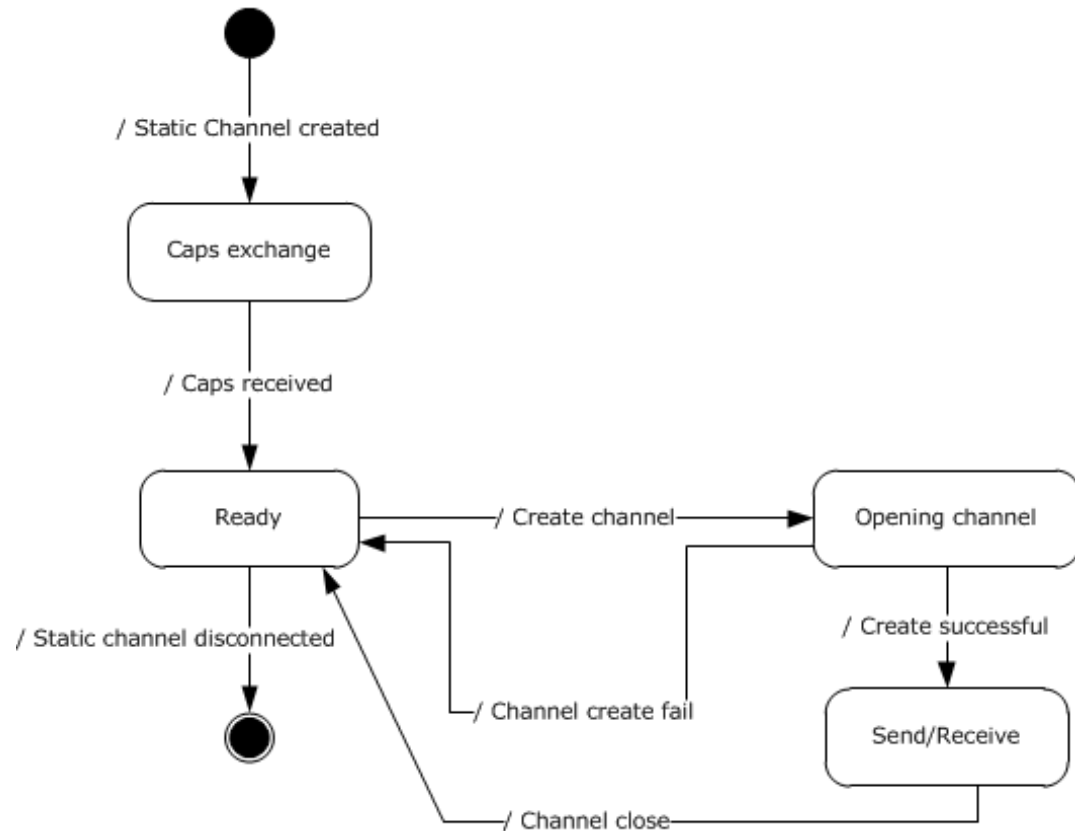 / Static Channel created
Caps exchange
/ Caps received
Ready
/ Create channel
Opening channel
/ Static channel disconnected
/ Create successful
/ Channel create fail
Send/Receive
/ Channel close